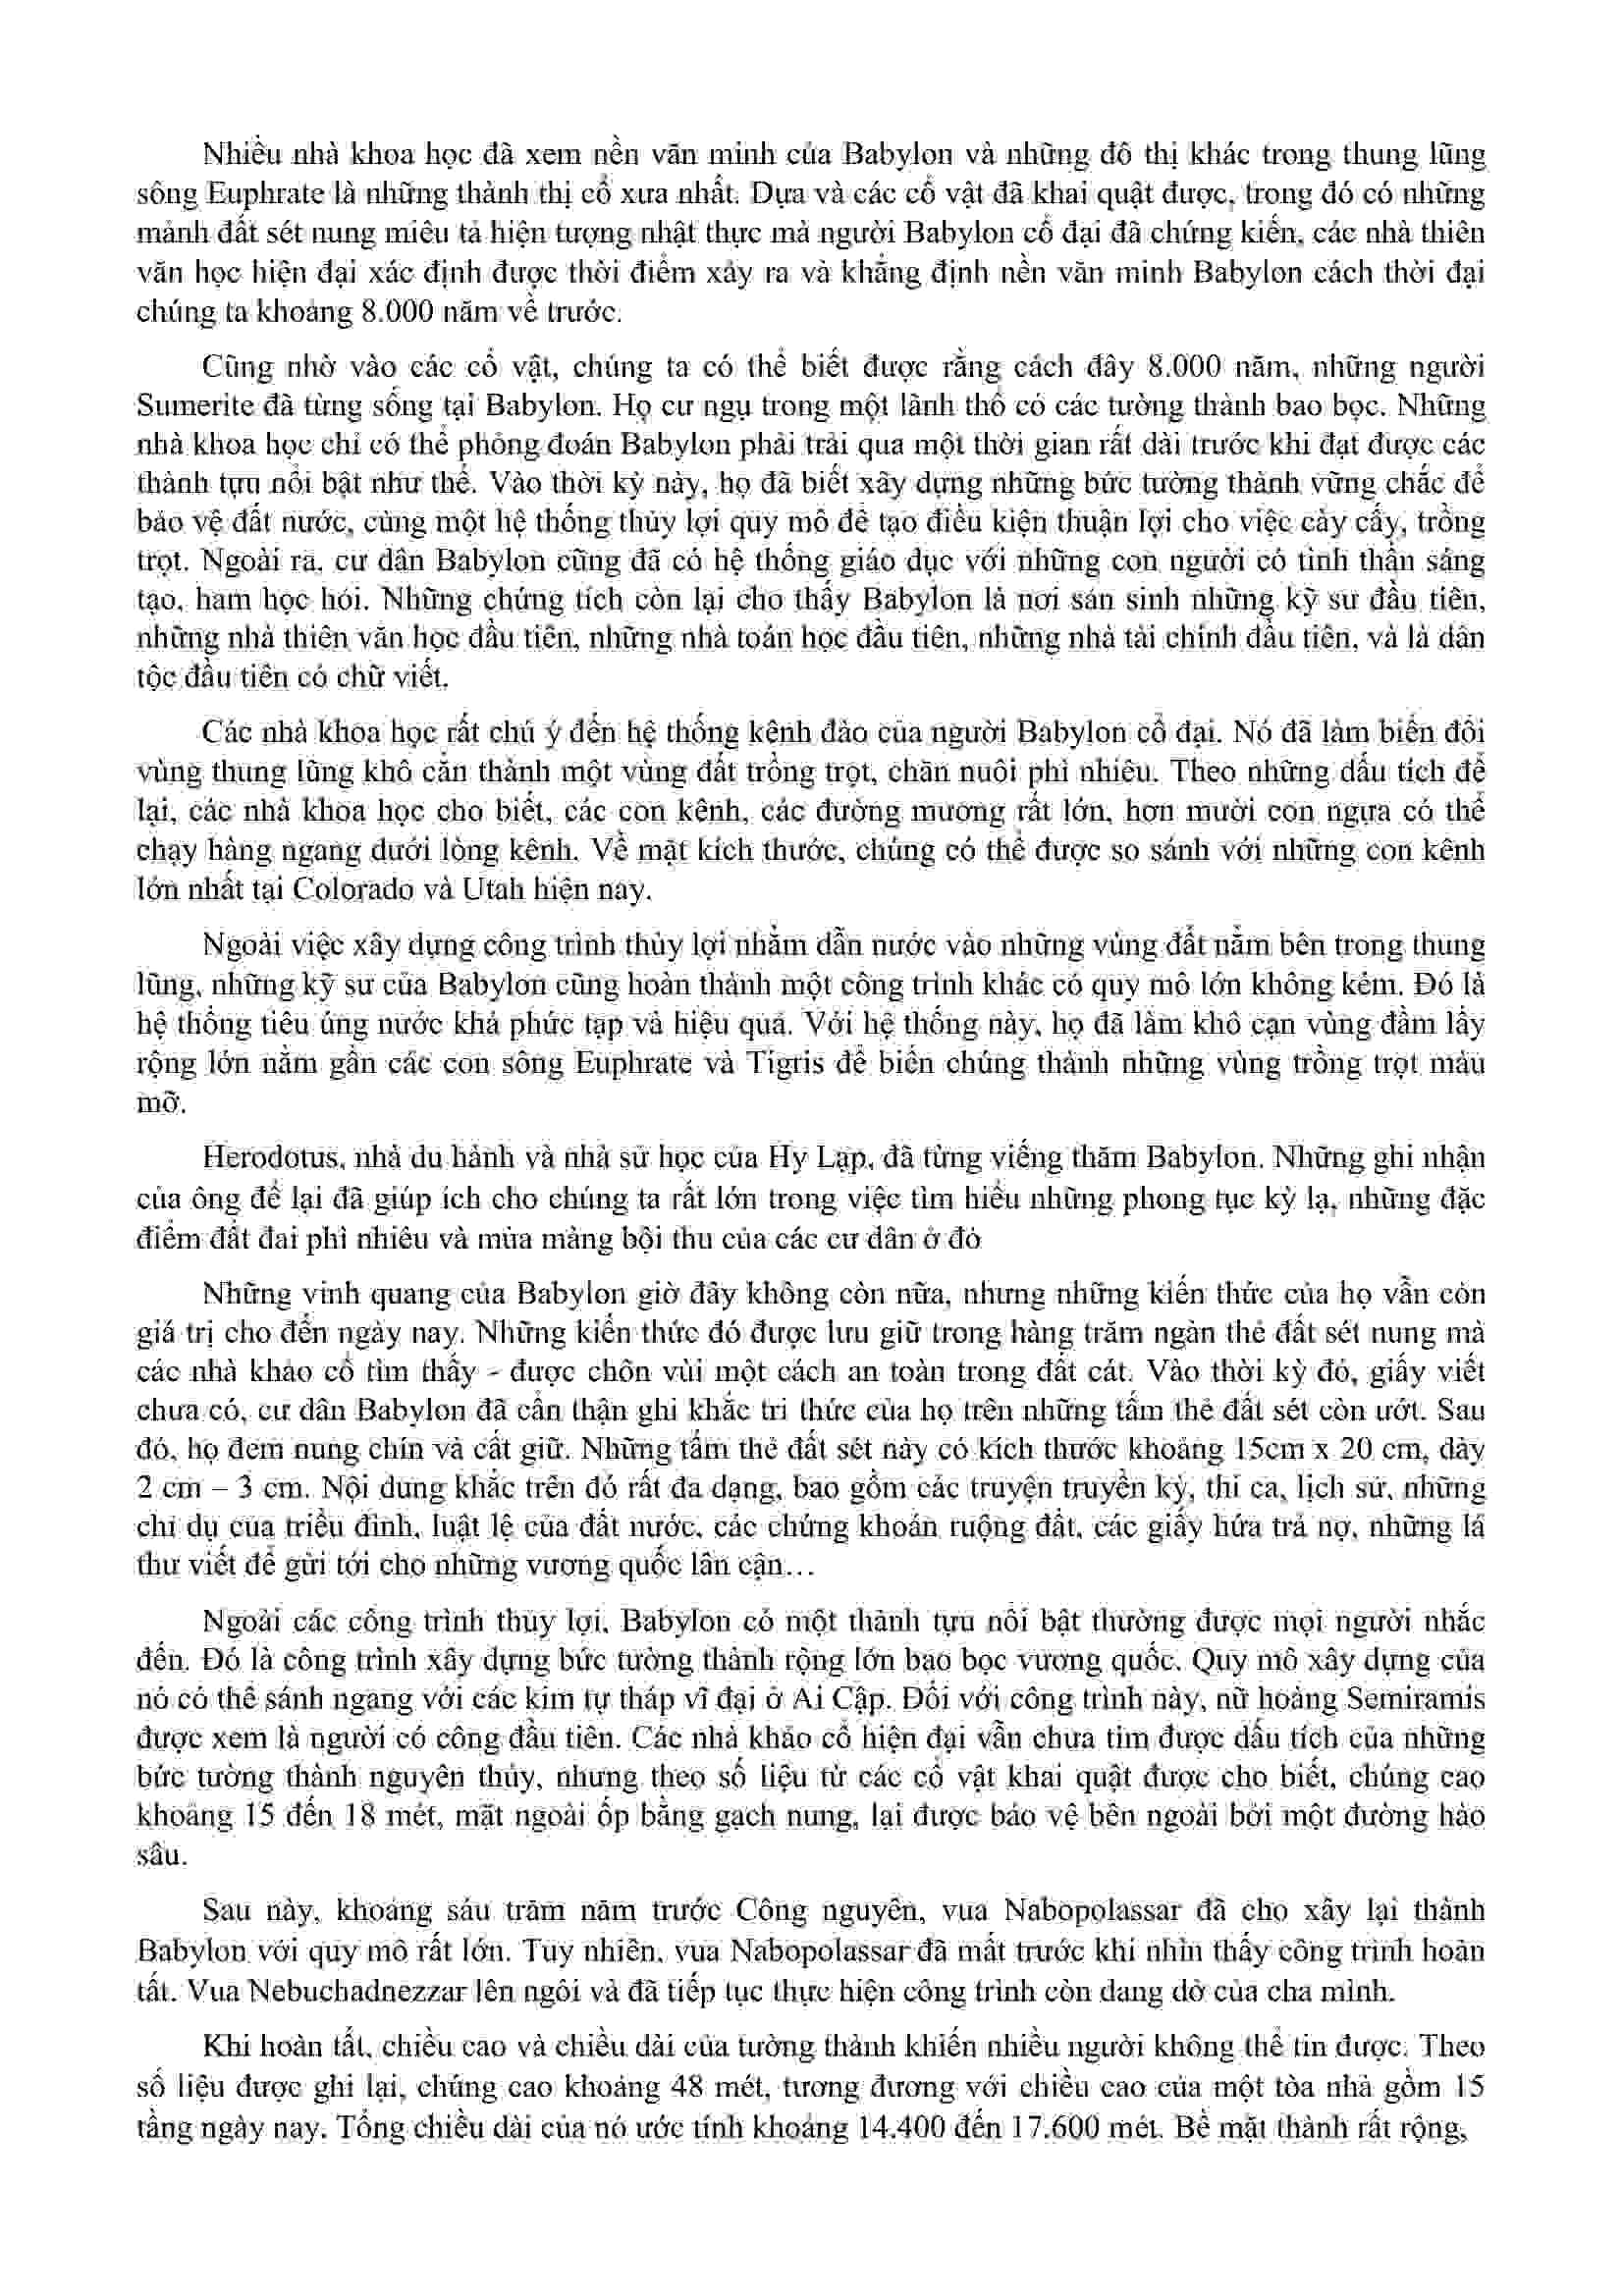 Nhiều nhà khoa học đã xem nền văn minh của Babylon và những đô thị khác trong thung lũng
sông Euphrate là những thành thị cổ xưa nhất. Dựa và các cổ vật đã khai quật được, trong đó có những
mảnh đất sét nung miêu tả hiện tượng nhật thực mà người Babylon cổ đại đã chứng kiến, các nhà thiên
văn học hiện đại xác định được thời điểm xảy ra và khẳng định nền văn minh Babylon cách thời đại
chúng ta khoảng 8.000 năm về trước.
Cũng nhờ vào các cổ vật, chúng ta có thể biết được rằng cách đây 8.000 năm, những người
Sumerite đã từng sống tại Babylon. Họ cư ngụ trong một lãnh thổ có các tường thành bao bọc. Những
nhà khoa học chỉ có thể phỏng đoán Babylon phải trải qua một thời gian rất dài trước khi đạt được các
thành tựu nổi bật như thế. Vào thời kỳ này, họ đã biết xây dựng những bức tường thành vững chắc để
bảo vệ đất nước, cùng một hệ thống thủy lợi quy mô để tạo điều kiện thuận lợi cho việc cày cấy, trồng
trọt. Ngoài ra, cư dân Babylon cũng đã có hệ thống giáo dục với những con người có tinh thần sáng
tạo, ham học hỏi. Những chứng tích còn lại cho thấy Babylon là nơi sản sinh những kỹ sư đầu tiên,
những nhà thiên văn học đầu tiên, những nhà toán học đầu tiên, những nhà tài chính đầu tiên, và là dân
tộc đầu tiên có chữ viết.
Các nhà khoa học rất chú ý đến hệ thống kênh đào của người Babylon cổ đại. Nó đã làm biến đổi
vùng thung lũng khô cằn thành một vùng đất trồng trọt, chăn nuôi phì nhiêu. Theo những dấu tích để
lại, các nhà khoa học cho biết, các con kênh, các đường mương rất lớn, hơn mười con ngựa có thể
chạy hàng ngang dưới lòng kênh. Về mặt kích thước, chúng có thể được so sánh với những con kênh
lớn nhất tại Colorado và Utah hiện nay.
Ngoài việc xây dựng công trình thủy lợi nhằm dẫn nước vào những vùng đất nằm bên trong thung
lũng, những kỹ sư của Babylon cũng hoàn thành một công trình khác có quy mô lớn không kém. Đó là
hệ thống tiêu úng nước khá phức tạp và hiệu quả. Với hệ thống này, họ đã làm khô cạn vùng đầm lầy
rộng lớn nằm gần các con sông Euphrate và Tigris để biến chúng thành những vùng trồng trọt màu
mỡ.
Herodotus, nhà du hành và nhà sử học của Hy Lạp, đã từng viếng thăm Babylon. Những ghi nhận
của ông để lại đã giúp ích cho chúng ta rất lớn trong việc tìm hiểu những phong tục kỳ lạ, những đặc
điểm đất đai phì nhiêu và mùa màng bội thu của các cư dân ở đó
Những vinh quang của Babylon giờ đây không còn nữa, nhưng những kiến thức của họ vẫn còn
giá trị cho đến ngày nay. Những kiến thức đó được lưu giữ trong hàng trăm ngàn thẻ đất sét nung mà
các nhà khảo cổ tìm thấy - được chôn vùi một cách an toàn trong đất cát. Vào thời kỳ đó, giấy viết
chưa có, cư dân Babylon đã cẩn thận ghi khắc tri thức của họ trên những tấm thẻ đất sét còn ướt. Sau
đó, họ đem nung chín và cất giữ. Những tấm thẻ đất sét này có kích thước khoảng 15cm x 20 cm, dày
2 cm – 3 cm. Nội dung khắc trên đó rất đa dạng, bao gồm các truyện truyền kỳ, thi ca, lịch sử, những
chỉ dụ của triều đình, luật lệ của đất nước, các chứng khoán ruộng đất, các giấy hứa trả nợ, những lá
thư viết để gửi tới cho những vương quốc lân cận…
Ngoài các công trình thủy lợi, Babylon có một thành tựu nổi bật thường được mọi người nhắc
đến. Đó là công trình xây dựng bức tường thành rộng lớn bao bọc vương quốc. Quy mô xây dựng của
nó có thể sánh ngang với các kim tự tháp vĩ đại ở Ai Cập. Đối với công trình này, nữ hoàng Semiramis
được xem là người có công đầu tiên. Các nhà khảo cổ hiện đại vẫn chưa tìm được dấu tích của những
bức tường thành nguyên thủy, nhưng theo số liệu từ các cổ vật khai quật được cho biết, chúng cao
khoảng 15 đến 18 mét, mặt ngoài ốp bằng gạch nung, lại được bảo vệ bên ngoài bởi một đường hào
sâu.
Sau này, khoảng sáu trăm năm trước Công nguyên, vua Nabopolassar đã cho xây lại thành
Babylon với quy mô rất lớn. Tuy nhiên, vua Nabopolassar đã mất trước khi nhìn thấy công trình hoàn
tất. Vua Nebuchadnezzar lên ngôi và đã tiếp tục thực hiện công trình còn dang dở của cha mình.
Khi hoàn tất, chiều cao và chiều dài của tường thành khiến nhiều người không thể tin được. Theo
số liệu được ghi lại, chúng cao khoảng 48 mét, tương đương với chiều cao của một tòa nhà gồm 15
tầng ngày nay. Tổng chiều dài của nó ước tính khoảng 14.400 đến 17.600 mét. Bề mặt thành rất rộng,